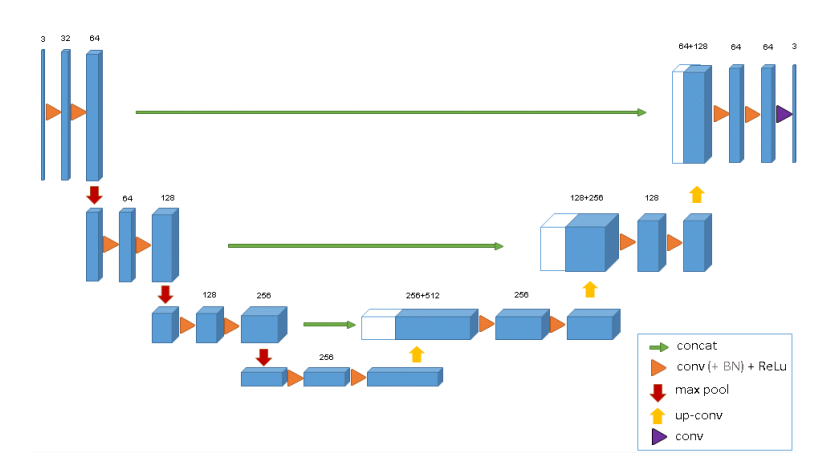 3 32 64
64+128 64 64 3
64 128
128+256 128
128 256
256+512 256
256
concat
conv (+ BN) + ReLu
max pool
up-conv
conv